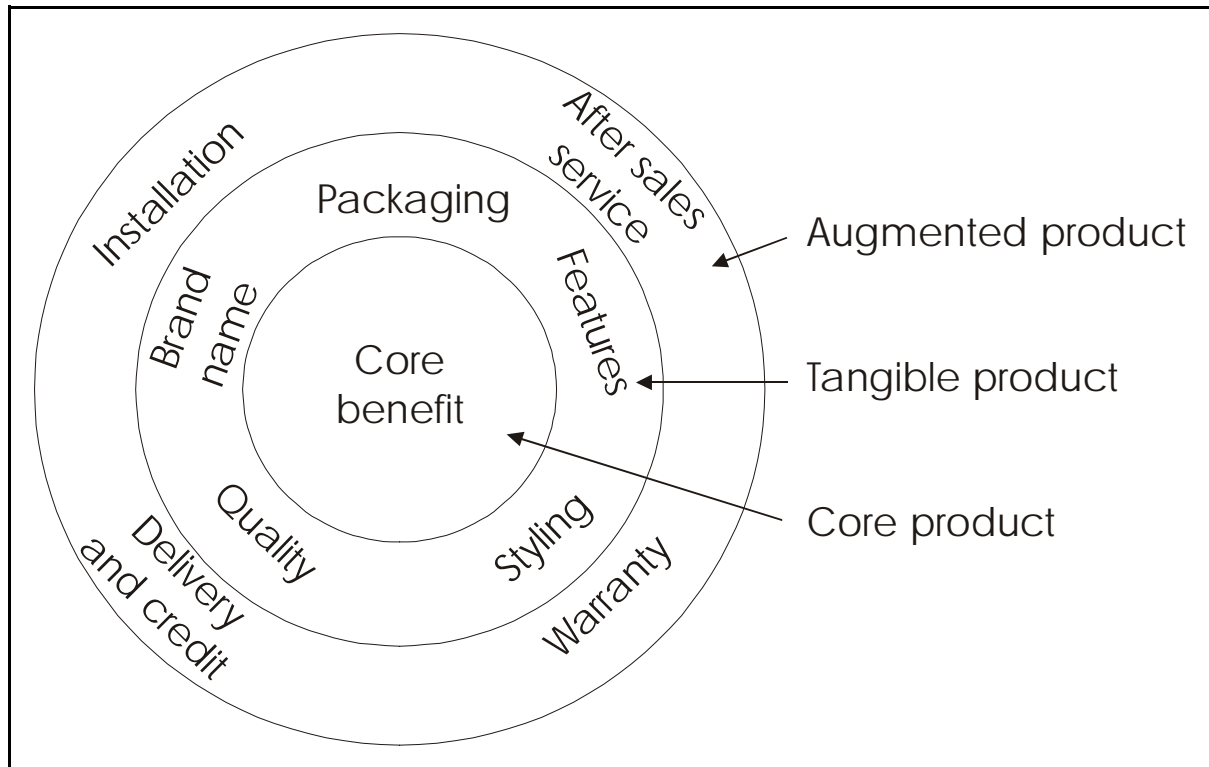 After sales
service
Installation
Packaging
Augmented product
Features
Brand
name
Core
benefit
Tangible product
Quality
Styling
Core product
Delivery
and credit
Warranty